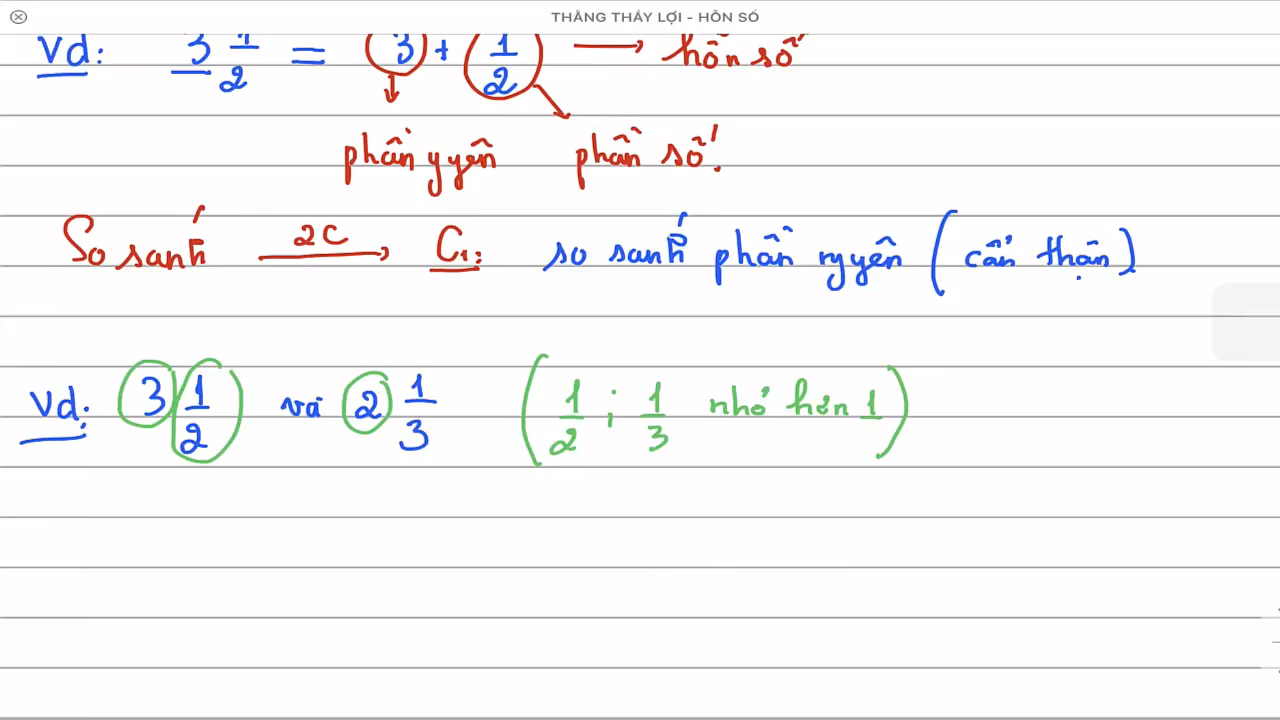 THẮNG THẦY LỢI - HỖN SỐ
Vd: 3 1/2 = 3 + 1/2 → hỗn số
phần nguyên phần số.
So sánh 2C → C1: so sánh phần nguyên (cẩn thận)
Vd: 3 1/2 và 2 1/3 (1/2 ; 1/3 nhỏ hơn 1)